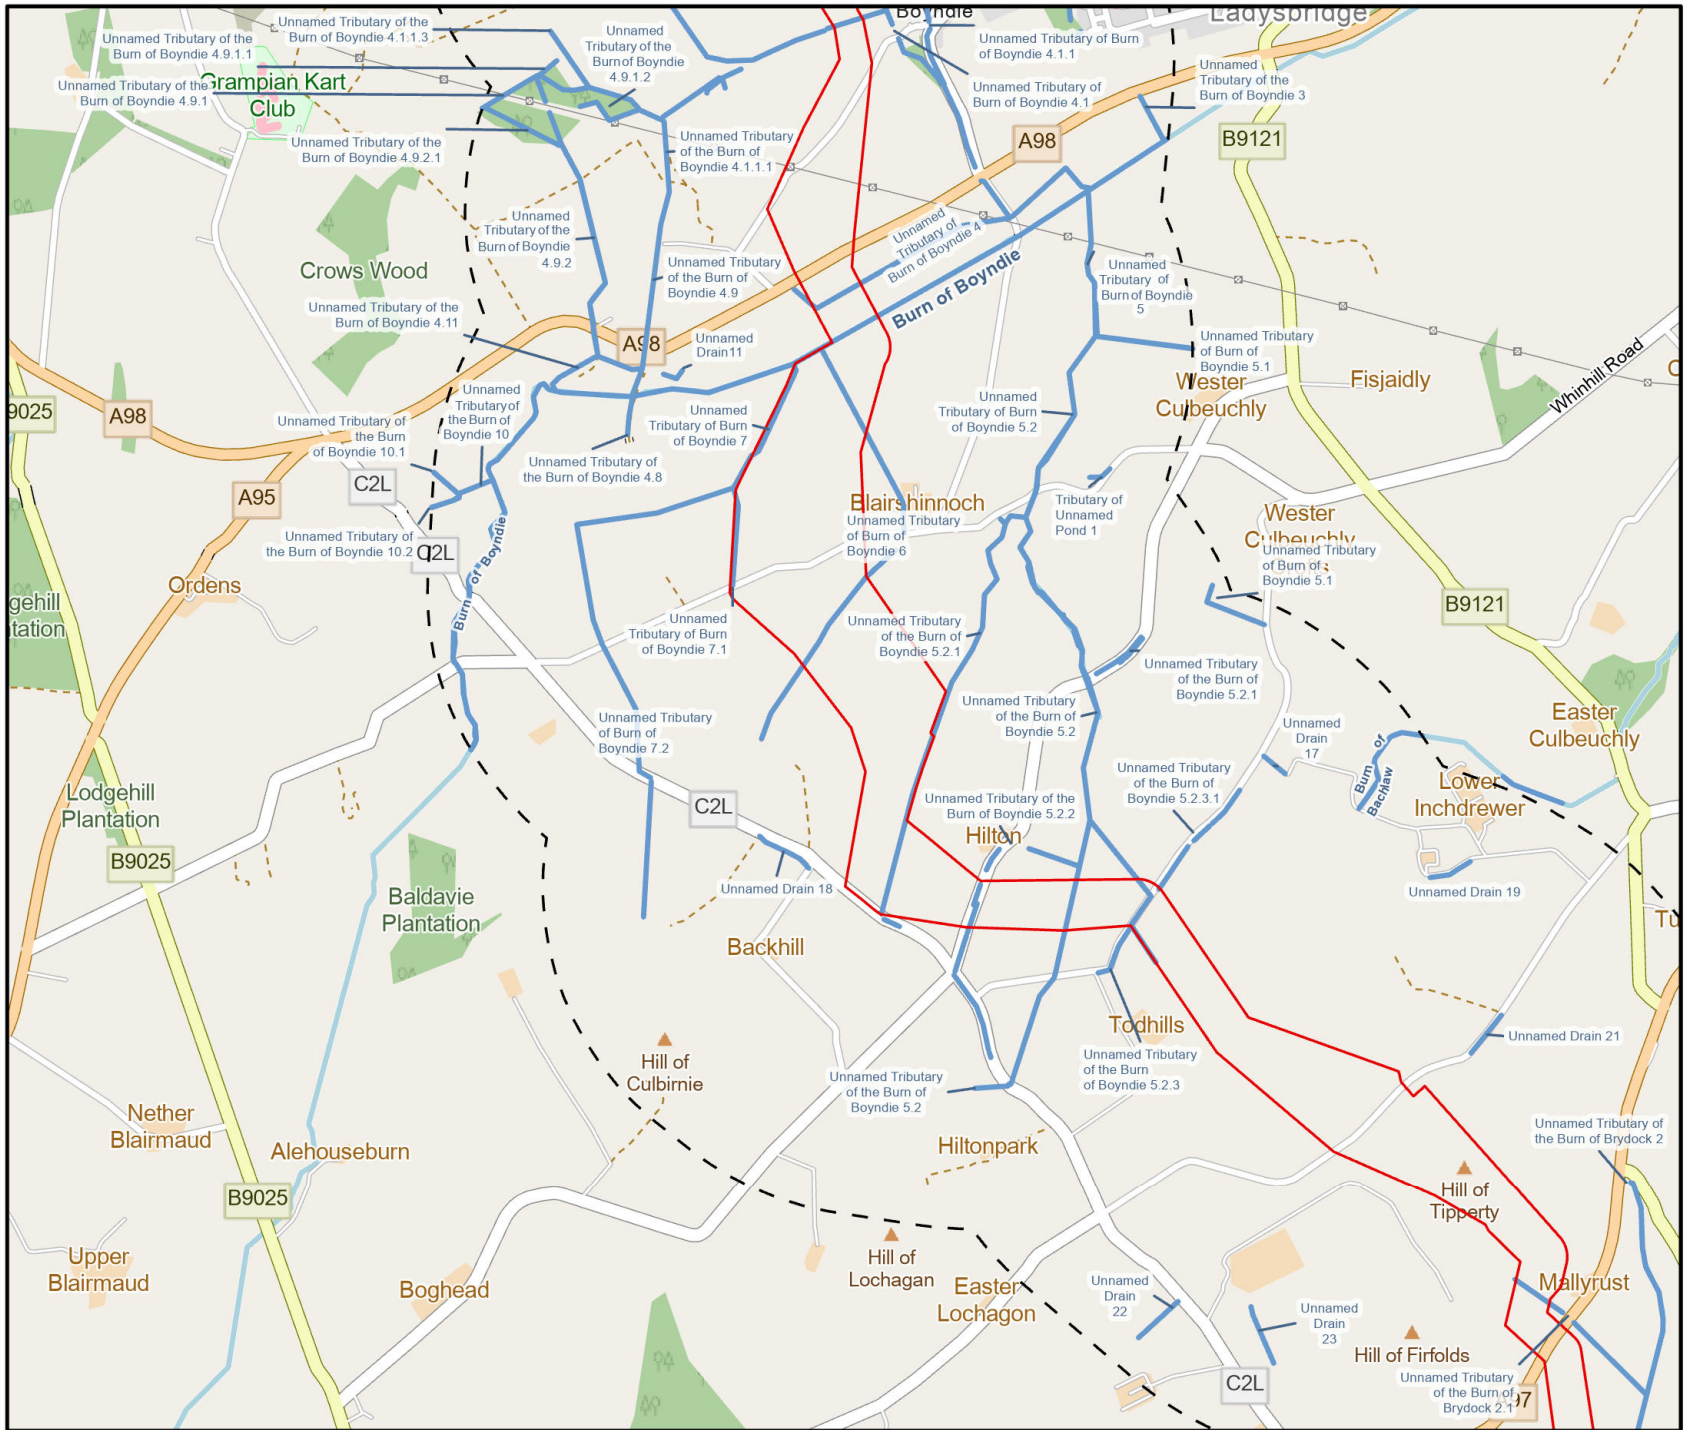 Boyndie
Ladysbridge
Unnamed Tributary of the
Burn of Boyndie 4.1.1.3
Unnamed Tributary of the
Burn of Boyndie 4.9.1.1
Unnamed
Tributary of the
Burn of Boyndie
4.9.1.2
Unnamed Tributary of Burn
of Boyndie 4.1.1
Unnamed
Tributary of the
Burn of Boyndie 3
Grampian Kart
Club
Unnamed Tributary of the
Burn of Boyndie 4.9.1
Unnamed Tributary of
Burn of Boyndie 4.1
A98
B9121
Unnamed Tributary of the
Burn of Boyndie 4.9.2.1
Unnamed Tributary
of the Burn of
Boyndie 4.1.1.1
Unnamed
Tributary of the
Burn of Boyndie
4.9.2
Unnamed
Tributary of
Burn of Boyndie 4
Crows Wood
Unnamed Tributary
of the Burn of
Boyndie 4.9
Burn of Boyndie
Unnamed
Tributary of
Burn of Boyndie
5
Unnamed Tributary of the
Burn of Boyndie 4.11
A98
Unnamed
Drain11
Unnamed Tributary
of Burn of
Boyndie 5.1
Whinhill Road
Wester
Culbeuchly
Fisjaidly
9025
A98
Unnamed
Tributary of
the Burn of
Boyndie 10
Unnamed Tributary of
the Burn
of Boyndie 10.1
Unnamed
Tributary of Burn
of Boyndie 7
Unnamed
Tributary of Burn
of Boyndie 5.2
Unnamed Tributary of
the Burn of Boyndie 4.8
C2L
A95
Blairshinnoch
Tributary of
Unnamed
Pond 1
Wester
Culbeuchly
Unnamed Tributary
of Burn of
Boyndie 6
Unnamed Tributary of
the Burn of Boyndie 10.2
C2L
Burn of Boyndie
Unnamed Tributary
of Burn of
Boyndie 5.1
Ordens
B9121
gehill
tation
Unnamed
Tributary of Burn
of Boyndie 7.1
Unnamed Tributary
of the Burn of
Boyndie 5.2.1
Unnamed Tributary
of the Burn of
Boyndie 5.2.1
Unnamed Tributary
of Burn of
Boyndie 7.2
Unnamed Tributary
of the Burn of
Boyndie 5.2
Unnamed
Drain
17
Easter
Culbeuchly
Burn of
Bachlaw
Unnamed Tributary
of the Burn of
Boyndie 5.2.3.1
Lower
Inchdrewer
Lodgehill
Plantation
C2L
Unnamed Tributary of the
Burn of Boyndie 5.2.2
Hilton
B9025
Unnamed Drain 18
Unnamed Drain 19
Baldavie
Plantation
Tu
Backhill
Todhills
Unnamed Drain 21
Hill of
Culbirnie
Unnamed Tributary
of the Burn of
Boyndie 5.2
Unnamed Tributary
of the Burn
of Boyndie 5.2.3
Nether
Blairmaud
Alehouseburn
Hiltonpark
Unnamed Tributary of
the Burn of Brydock 2
B9025
Hill of
Tipperty
Upper
Blairmaud
Hill of
Lochagan
Boghead
Easter
Lochagon
Unnamed
Drain
22
Mallyrust
Unnamed
Drain
23
Hill of Firfolds
C2L
Unnamed Tributary
of the Burn of
Brydock 2.1
97